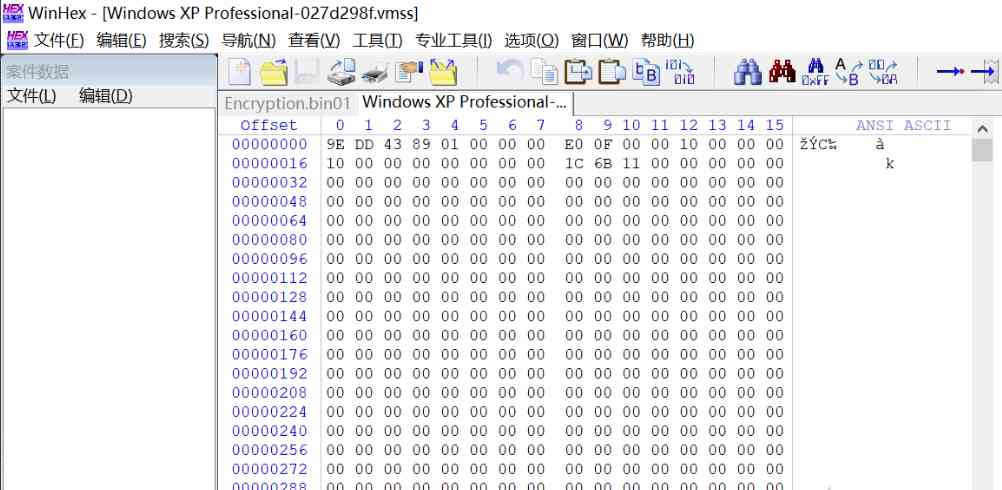 WinHex - [Windows XP Professional-027d298f.vmss]
文件(F) 编辑(E) 搜索(S) 导航(N) 查看(V) 工具(T) 专业工具(I) 选项(O) 窗口(W) 帮助(H)
案件数据
文件(L) 编辑(D)
Encryption.bin01 Windows XP Professional-...
Offset 0 1 2 3 4 5 6 7 8 9 10 11 12 13 14 15 ANSI ASCII
00000000 9E DD 43 89 01 00 00 00 E0 0F 00 00 10 00 00 00 žÝC‰ à
00000016 10 00 00 00 00 00 00 00 1C 6B 11 00 00 00 00 00 k
00000032 00 00 00 00 00 00 00 00 00 00 00 00 00 00 00 00
00000048 00 00 00 00 00 00 00 00 00 00 00 00 00 00 00 00
00000064 00 00 00 00 00 00 00 00 00 00 00 00 00 00 00 00
00000080 00 00 00 00 00 00 00 00 00 00 00 00 00 00 00 00
00000096 00 00 00 00 00 00 00 00 00 00 00 00 00 00 00 00
00000112 00 00 00 00 00 00 00 00 00 00 00 00 00 00 00 00
00000128 00 00 00 00 00 00 00 00 00 00 00 00 00 00 00 00
00000144 00 00 00 00 00 00 00 00 00 00 00 00 00 00 00 00
00000160 00 00 00 00 00 00 00 00 00 00 00 00 00 00 00 00
00000176 00 00 00 00 00 00 00 00 00 00 00 00 00 00 00 00
00000192 00 00 00 00 00 00 00 00 00 00 00 00 00 00 00 00
00000208 00 00 00 00 00 00 00 00 00 00 00 00 00 00 00 00
00000224 00 00 00 00 00 00 00 00 00 00 00 00 00 00 00 00
00000240 00 00 00 00 00 00 00 00 00 00 00 00 00 00 00 00
00000256 00 00 00 00 00 00 00 00 00 00 00 00 00 00 00 00
00000272 00 00 00 00 00 00 00 00 00 00 00 00 00 00 00 00
00000288 00 00 00 00 00 00 00 00 00 00 00 00 00 00 00 00